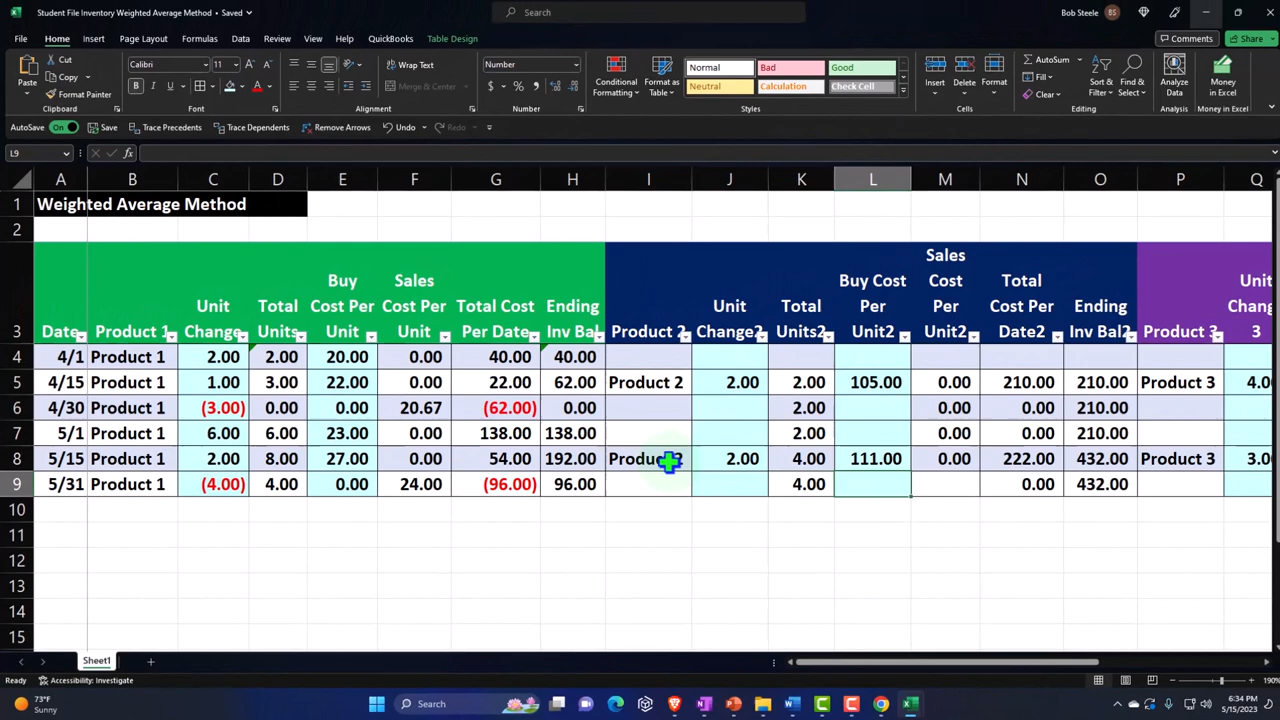 Student File Inventory Weighted Average Method • Saved
Search
Bob Steele BS
File Home Insert Page Layout Formulas Data Review View Help QuickBooks Table Design
Comments Share
Paste Cut Copy Format Painter Clipboard
Calibri 11 B I U Font
Wrap Text Merge & Center Alignment
Number $ % Number
Conditional Formatting Format as Table
Normal Bad Good
Neutral Calculation Check Cell
Styles
Insert Delete Format Cells
AutoSum Fill Clear Sort & Filter Find & Select Editing
Analyze Data Analysis
Money in Excel Money in Excel
AutoSave On Save Trace Precedents Trace Dependents Remove Arrows Undo Redo
L9 fx
A B C D E F G H I J K L M N O P Q
1 Weighted Average Method
2
3 Date Product 1 Unit Change Total Units Buy Cost Per Unit Sales Cost Per Unit Total Cost Per Date Ending Inv Bal Product 2 Unit Change2 Total Units2 Buy Cost Per Unit2 Sales Cost Per Unit2 Total Cost Per Date2 Ending Inv Bal2 Product 3 Unit Chang 3
4 4/1 Product 1 2.00 2.00 20.00 0.00 40.00 40.00
5 4/15 Product 1 1.00 3.00 22.00 0.00 22.00 62.00 Product 2 2.00 2.00 105.00 0.00 210.00 210.00 Product 3 4.0
6 4/30 Product 1 (3.00) 0.00 0.00 20.67 (62.00) 0.00 2.00 0.00 0.00 210.00
7 5/1 Product 1 6.00 6.00 23.00 0.00 138.00 138.00 2.00 0.00 0.00 210.00
8 5/15 Product 1 2.00 8.00 27.00 0.00 54.00 192.00 Product 2 2.00 4.00 111.00 0.00 222.00 432.00 Product 3 3.0
9 5/31 Product 1 (4.00) 4.00 0.00 24.00 (96.00) 96.00 4.00 0.00 432.00
10
11
12
13
14
15
Sheet1
Ready Accessibility: Investigate 190%
73°F
Sunny
Search
6:34 PM
5/15/2023